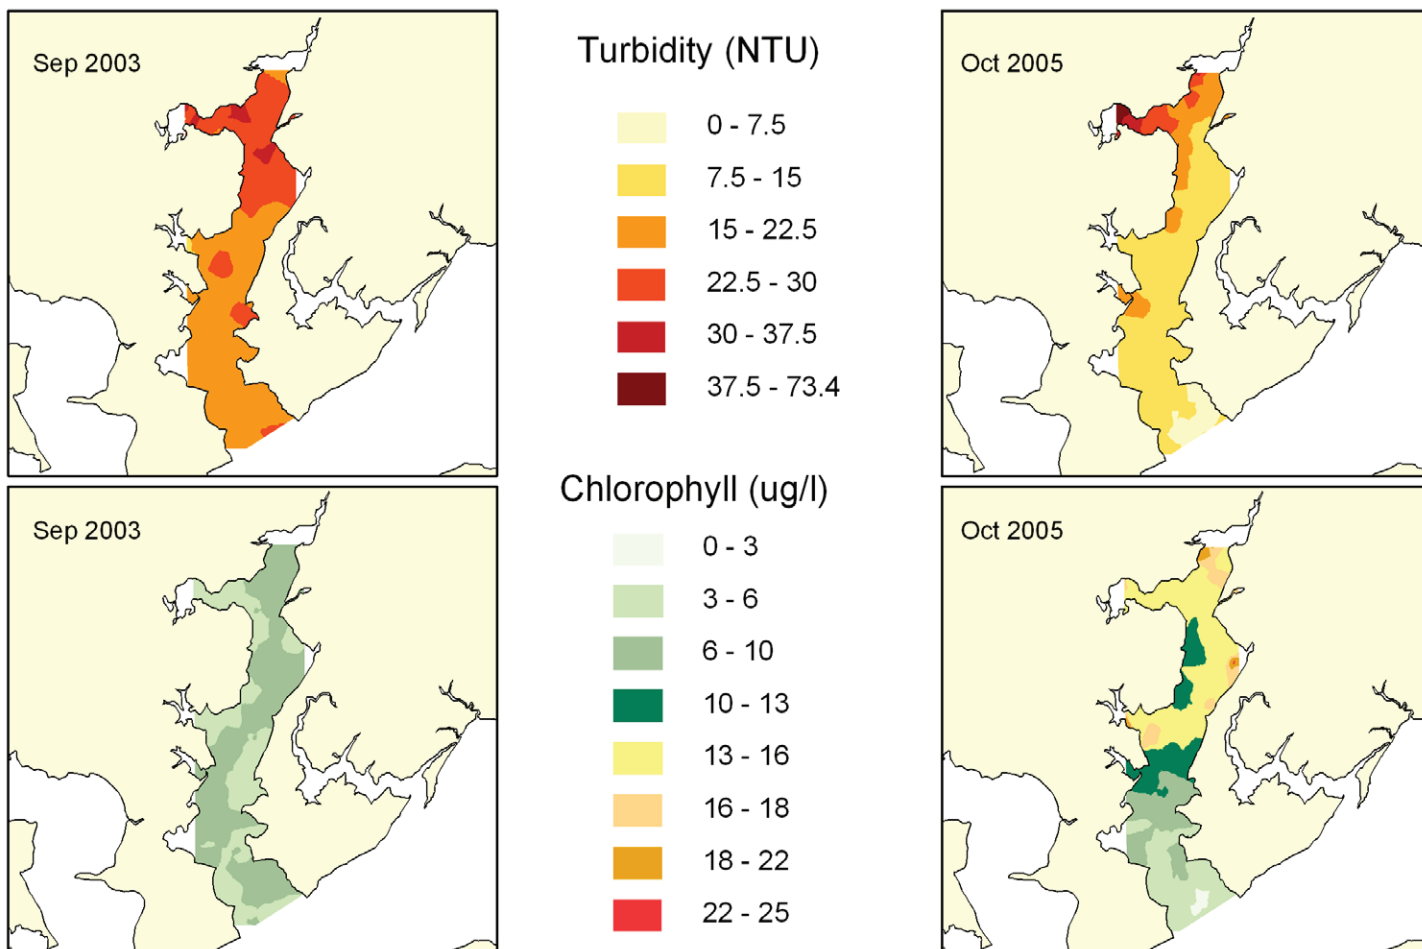 Sep 2003
Turbidity (NTU)
0 - 7.5
7.5 - 15
15 - 22.5
22.5 - 30
30 - 37.5
37.5 - 73.4
Oct 2005
Sep 2003
Chlorophyll (ug/l)
0 - 3
3 - 6
6 - 10
10 - 13
13 - 16
16 - 18
18 - 22
22 - 25
Oct 2005